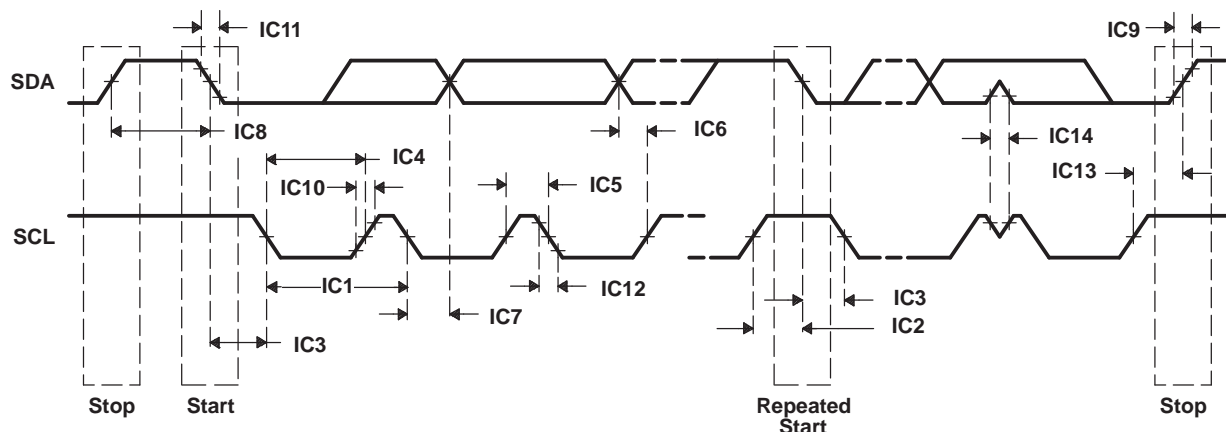 IC11
IC9
SDA
IC8
IC6
IC14
IC4
IC10
IC5
IC13
SCL
IC1
IC12
IC7
IC3
IC3
IC2
Stop
Start
Repeated
Start
Stop